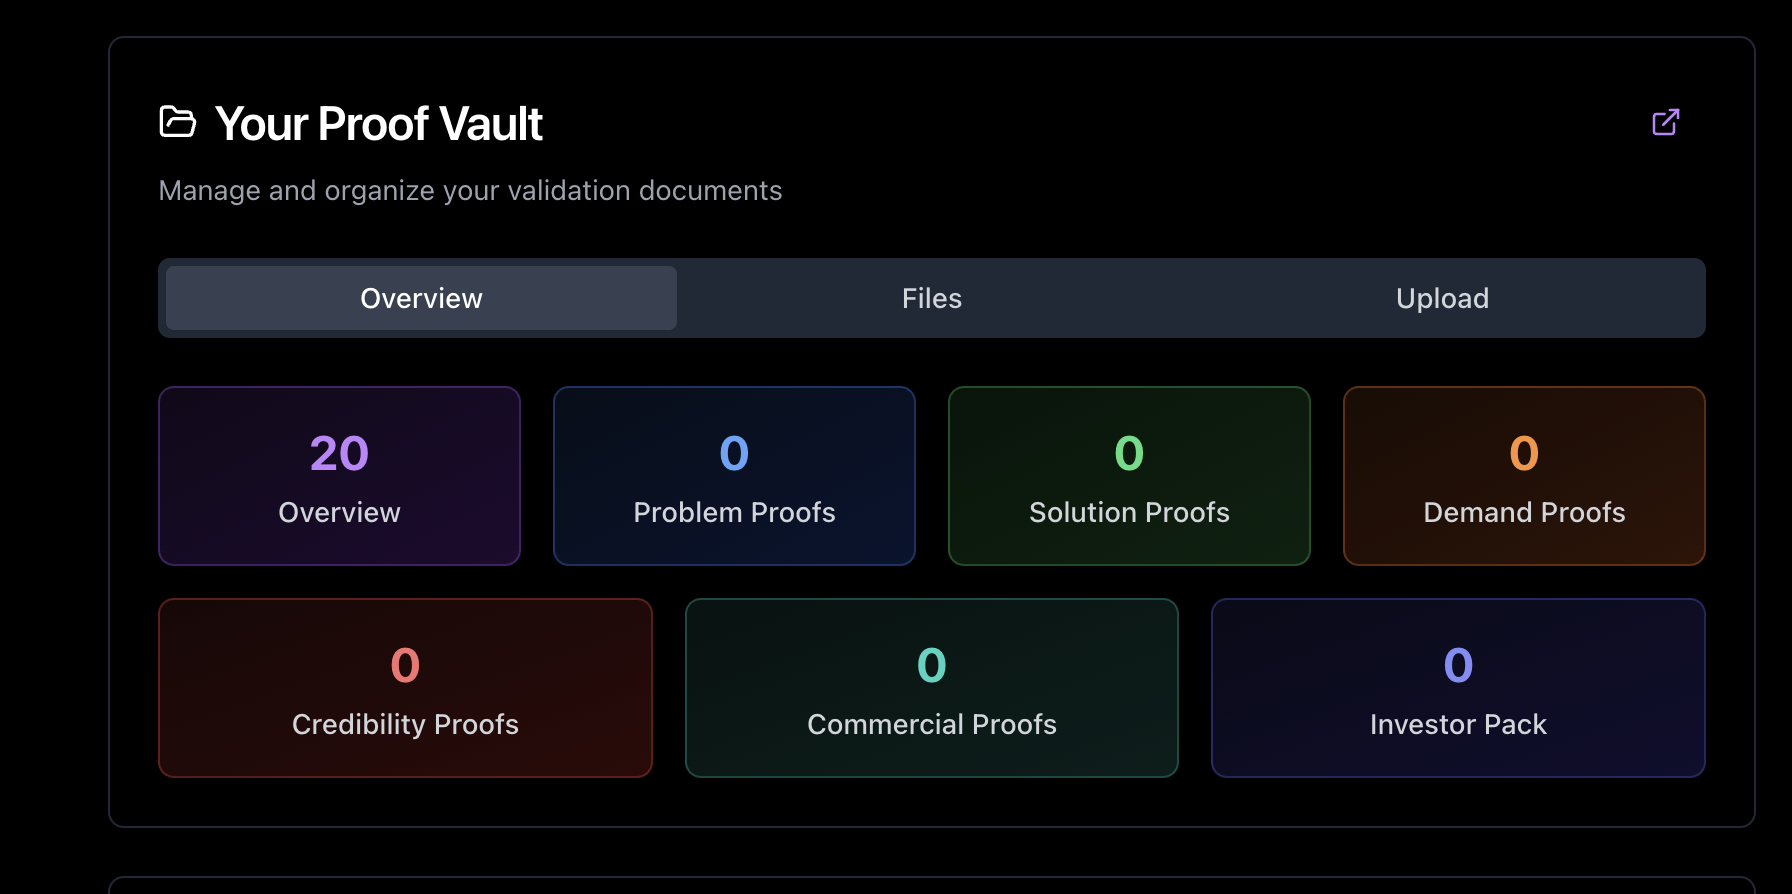 Your Proof Vault
Manage and organize your validation documents
Overview
Files
Upload
20
Overview
0
Problem Proofs
0
Solution Proofs
0
Demand Proofs
0
Credibility Proofs
0
Commercial Proofs
0
Investor Pack